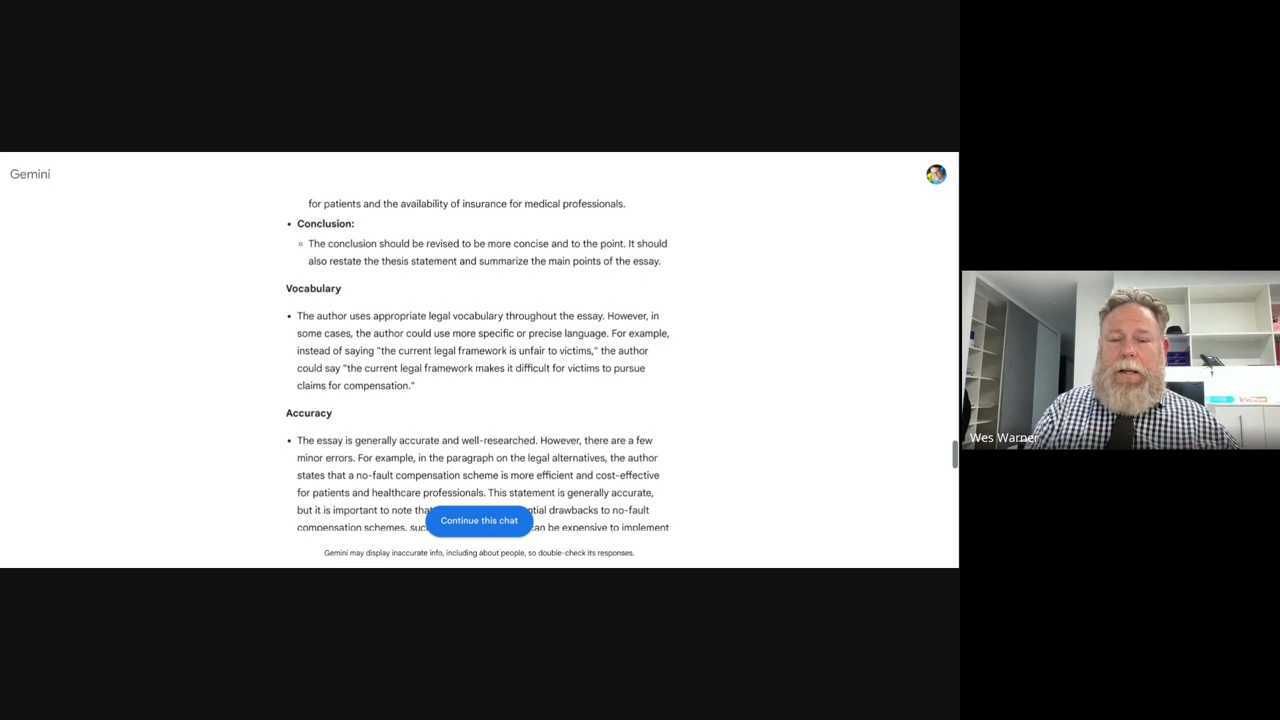 Gemini
for patients and the availability of insurance for medical professionals.
• Conclusion:
○ The conclusion should be revised to be more concise and to the point. It should
also restate the thesis statement and summarize the main points of the essay.
Vocabulary
• The author uses appropriate legal vocabulary throughout the essay. However, in
some cases, the author could use more specific or precise language. For example,
instead of saying "the current legal framework is unfair to victims," the author
could say "the current legal framework makes it difficult for victims to pursue
claims for compensation."
Accuracy
• The essay is generally accurate and well-researched. However, there are a few
minor errors. For example, in the paragraph on the legal alternatives, the author
states that a no-fault compensation scheme is more efficient and cost-effective
for patients and healthcare professionals. This statement is generally accurate,
but it is important to note that drawbacks to no-fault
compensation schemes, can be expensive to implement
Continue this chat
Gemini may display inaccurate info, including about people, so double-check its responses.
Wes Warner